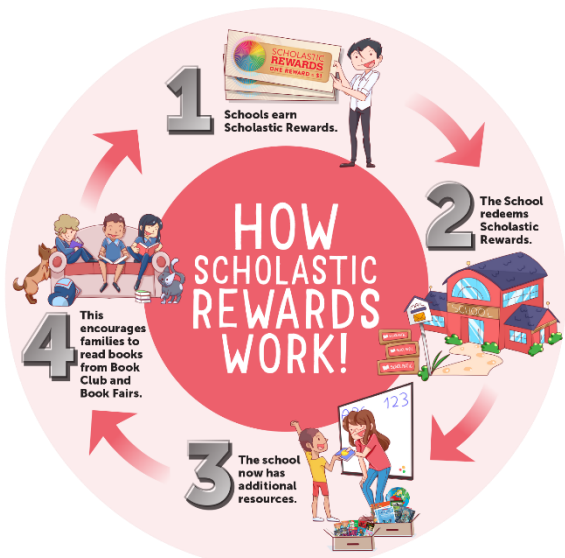 SCHOLASTIC
REWARDS
ONE REWARD = $1
1
Schools earn
Scholastic Rewards.
2
The School
redeems
Scholastic
Rewards.
HOW
SCHOLASTIC
REWARDS
WORK!
SCHOOL
4
This
encourages
families to
read books
from Book
Club and
Book Fairs.
123
3
The school
now has
additional
resources.